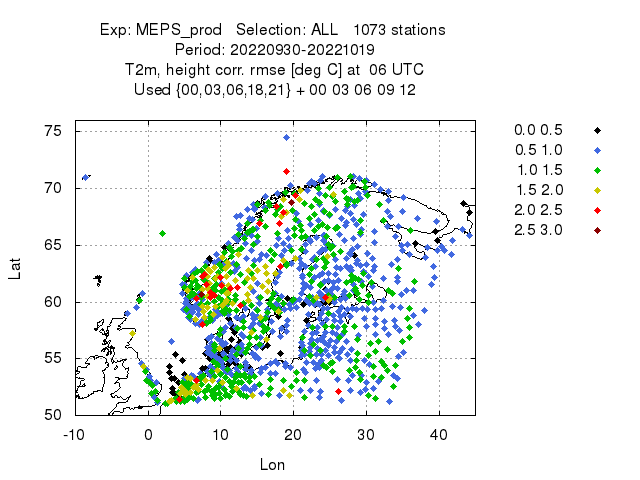 Exp: MEPS_prod   Selection: ALL   1073 stations
Period: 20220930-20221019
T2m, height corr. rmse [deg C] at  06 UTC
Used {00,03,06,18,21} + 00 03 06 09 12
0.0 0.5
0.5 1.0
1.0 1.5
1.5 2.0
2.0 2.5
2.5 3.0
75
70
65
60
55
50
Lat
-10 0 10 20 30 40
Lon